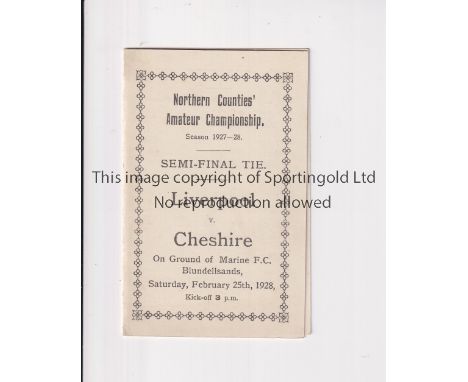 Northern Counties'
Amateur Championship.
Season 1927—28.
SEMI-FINAL TIE.
This image copyright of Sportingold Ltd
Liverpool
No reproduction allowed
v.
Cheshire
On Ground of Marine F.C.
Blundellsands,
Saturday, February 25th, 1928,
Kick-off 3 p.m.